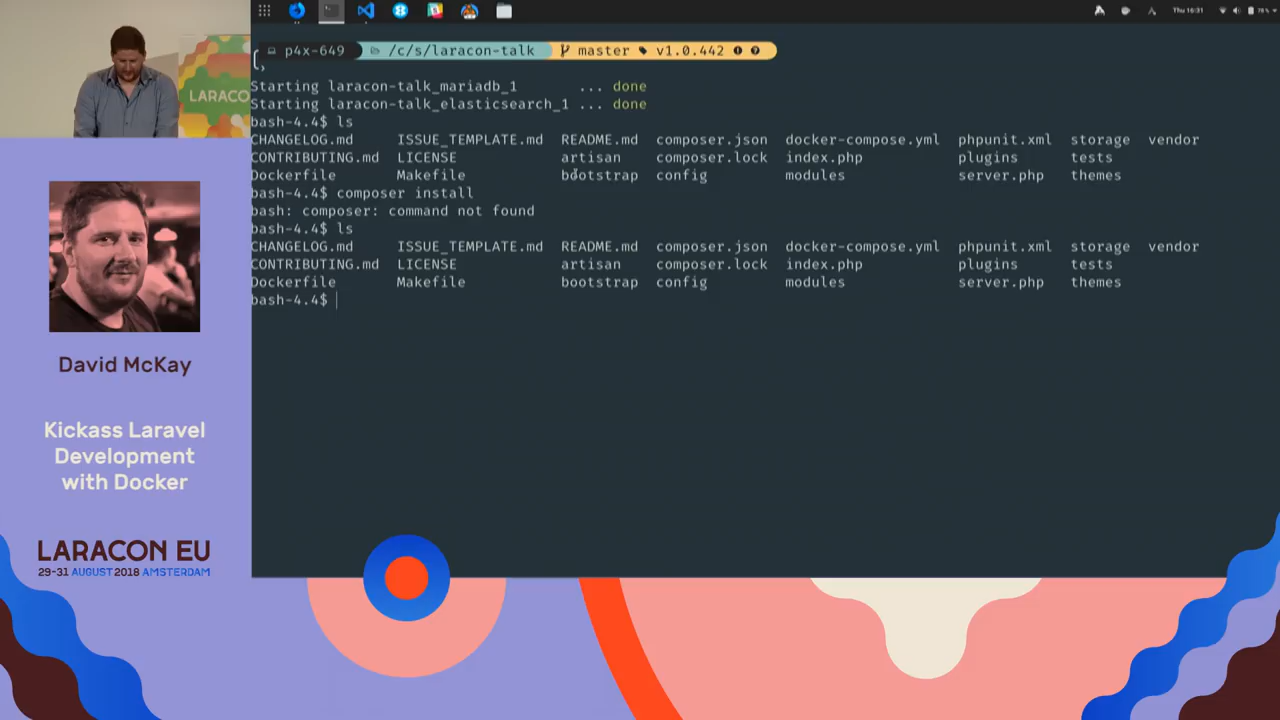 Thu 10:31
78 %
p4x-649 /c/s/laracon-talk master v1.0.442
Starting laracon-talk_mariadb_1 ... done
Starting laracon-talk_elasticsearch_1 ... done
bash-4.4$ ls
CHANGELOG.md ISSUE_TEMPLATE.md README.md composer.json docker-compose.yml phpunit.xml storage vendor
CONTRIBUTING.md LICENSE artisan composer.lock index.php plugins tests
Dockerfile Makefile bootstrap config modules server.php themes
bash-4.4$ composer install
bash: composer: command not found
bash-4.4$ ls
CHANGELOG.md ISSUE_TEMPLATE.md README.md composer.json docker-compose.yml phpunit.xml storage vendor
CONTRIBUTING.md LICENSE artisan composer.lock index.php plugins tests
Dockerfile Makefile bootstrap config modules server.php themes
bash-4.4$
LARACO
David McKay
Kickass Laravel
Development
with Docker
LARACON EU
29-31 AUGUST 2018 AMSTERDAM